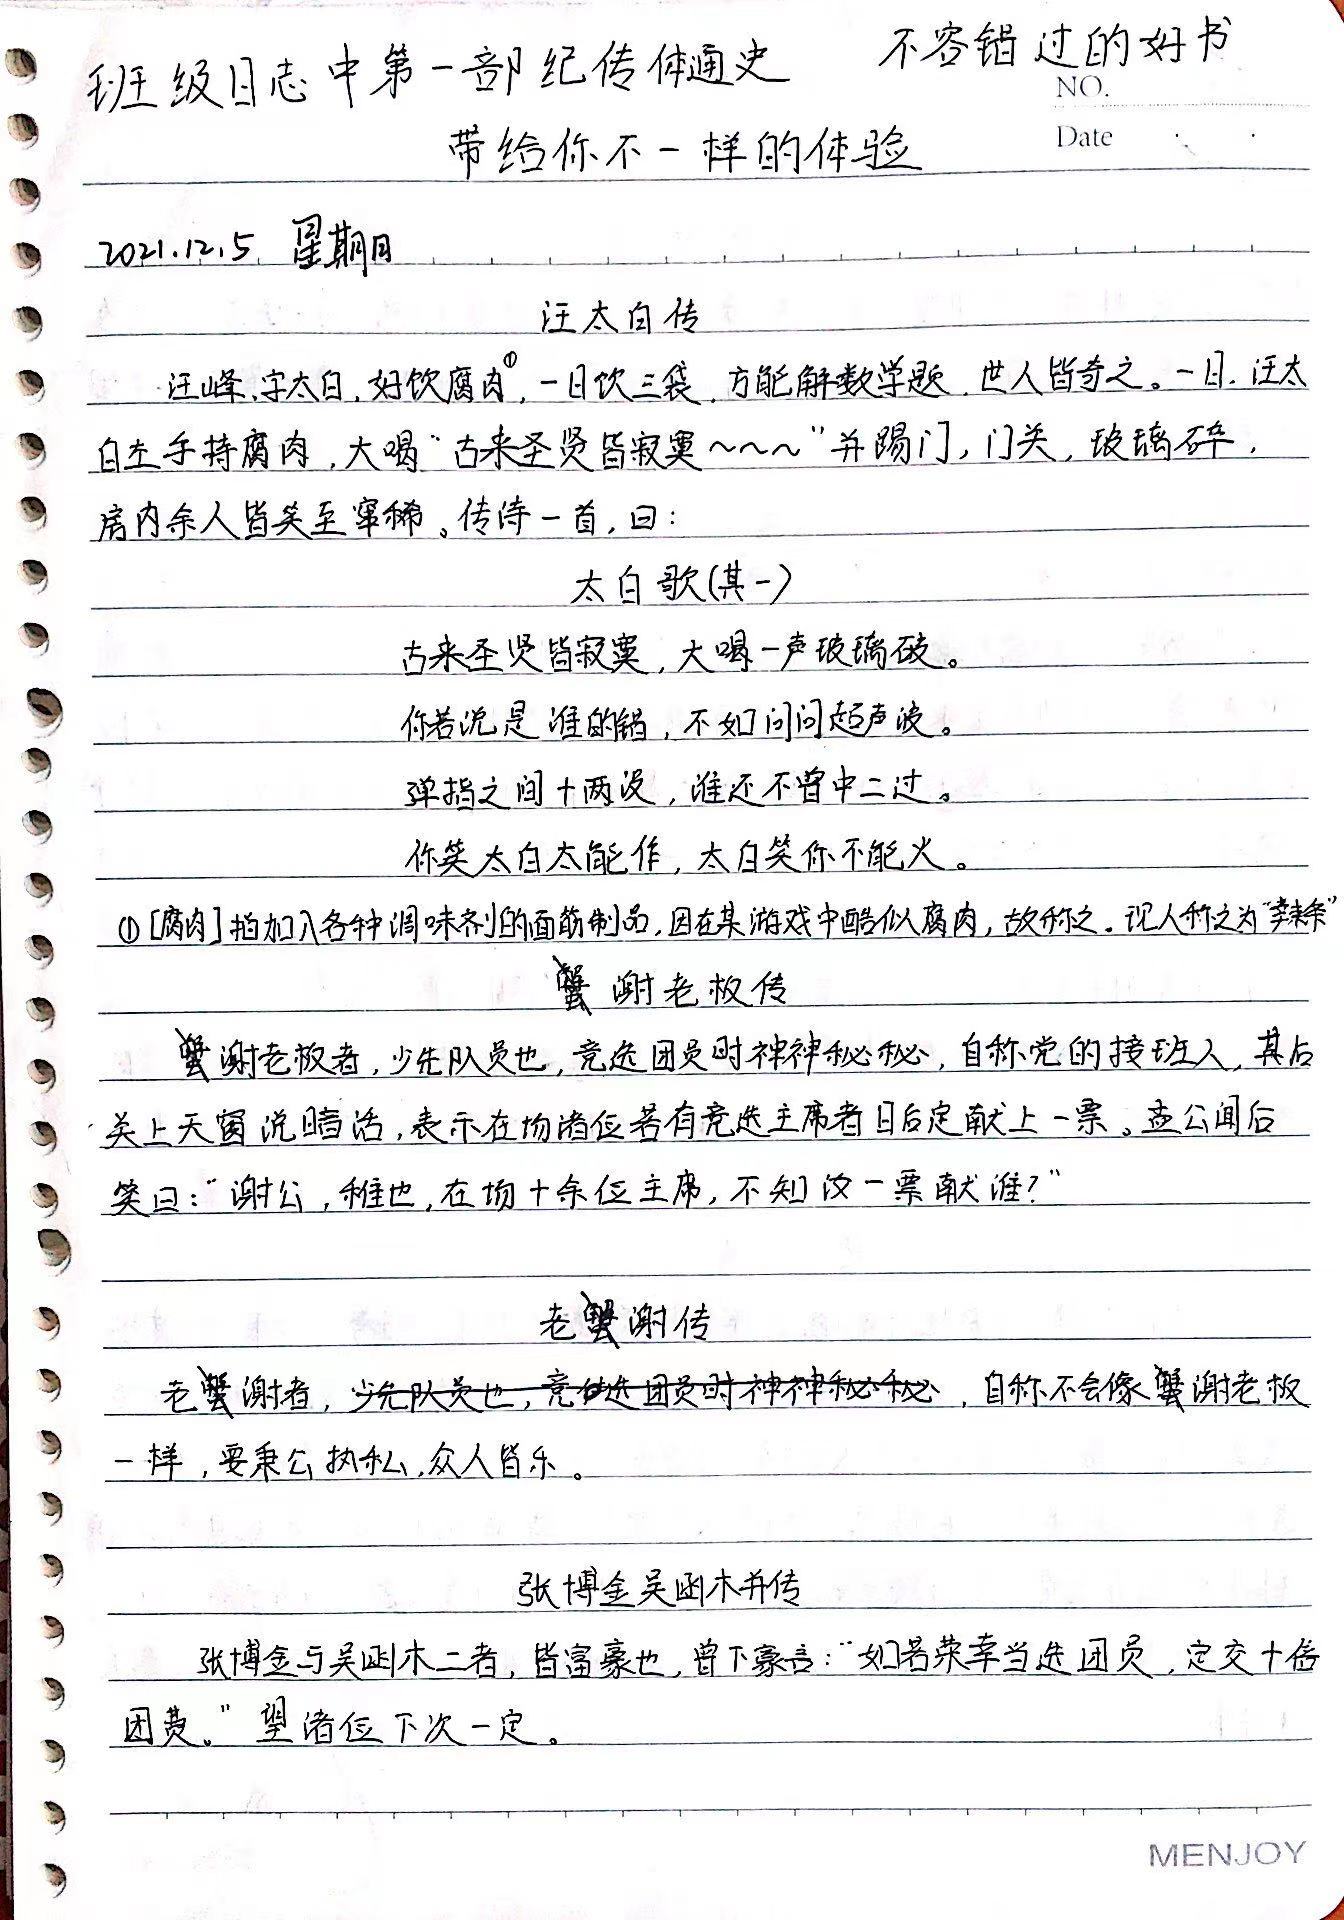 不容错过的好书
班级日志中第一部纪传体通史
NO.
带给你不一样的体验
Date
2021.12.5 星期日
汪太白传
汪峰，字太白，好饮腐肉①，一日饮三袋，方能解数学题，世人皆奇之。一日，汪太
白左手持腐肉，大喝“古来圣贤皆寂寞～～～”并踢门，门关，玻璃碎，
房内余人皆笑至窜稀。传诗一首，曰：
太白歌(其一)
古来圣贤皆寂寞，大喝一声玻璃破。
你若说是谁的错，不如问问超声波。
弹指之间十两没，谁还不曾中二过。
你笑太白太能作，太白笑你不能火。
①[腐肉]指加入各种调味剂的面筋制品，因在某游戏中酷似腐肉，故称之。汉人称之为“辣条”
蟹谢老板传
蟹谢老板者，少先队员也，竞选团员时神神秘秘，自称党的接班人，其后
关上天窗说暗话，表示在场诸位若有竞选主席者日后定献上一票。孟公闻后
笑曰：“谢公，稚也，在场十余位主席，不知汝一票献谁？”
老蟹谢传
老蟹谢者，少先队员也，竞选团员时神神秘秘，自称不会像蟹谢老板
一样，要秉公执私，众人皆乐。
张博金吴函木并传
张博金与吴函木二者，皆富豪也，曾下豪言：“如若荣幸当选团员，定交十倍
团费。”望诸位下次一定。
MENJOY